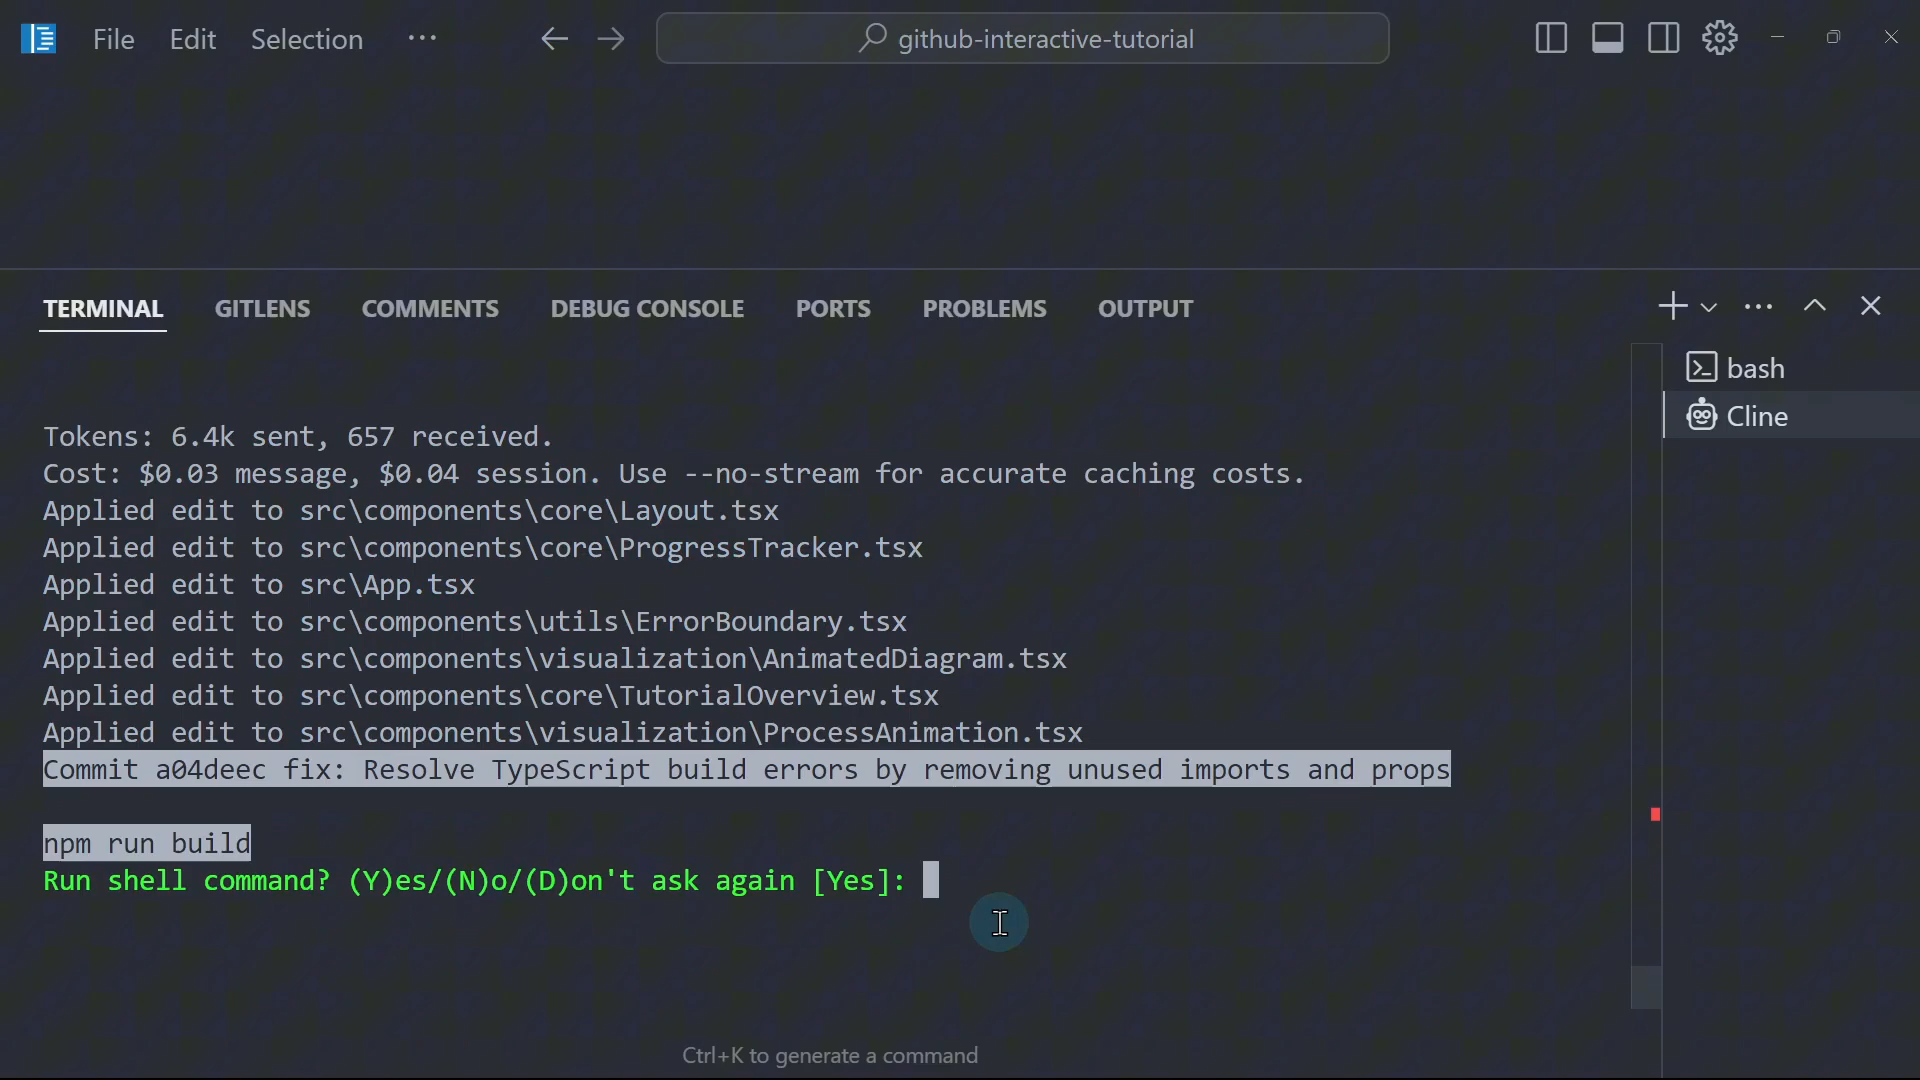 File Edit Selection ···
github-interactive-tutorial
TERMINAL GITLENS COMMENTS DEBUG CONSOLE PORTS PROBLEMS OUTPUT
bash
Cline
Tokens: 6.4k sent, 657 received.
Cost: $0.03 message, $0.04 session. Use --no-stream for accurate caching costs.
Applied edit to src\components\core\Layout.tsx
Applied edit to src\components\core\ProgressTracker.tsx
Applied edit to src\App.tsx
Applied edit to src\components\utils\ErrorBoundary.tsx
Applied edit to src\components\visualization\AnimatedDiagram.tsx
Applied edit to src\components\core\TutorialOverview.tsx
Applied edit to src\components\visualization\ProcessAnimation.tsx
Commit a04deec fix: Resolve TypeScript build errors by removing unused imports and props
npm run build
Run shell command? (Y)es/(N)o/(D)on't ask again [Yes]:
Ctrl+K to generate a command